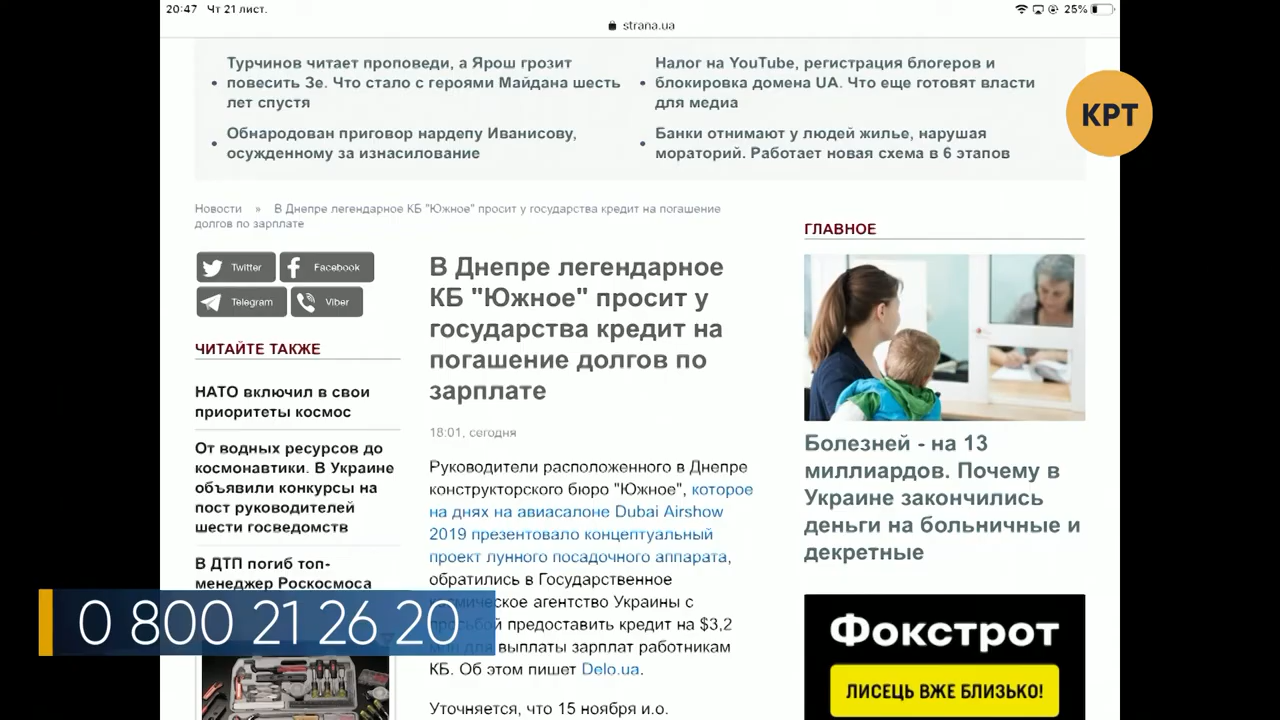 20:47 Чт 21 лист.
25%
strana.ua
Турчинов читает проповеди, а Ярош грозит
повесить Зе. Что стало с героями Майдана шесть
лет спустя
Обнародован приговор нардепу Иванисову,
осужденному за изнасилование
Налог на YouTube, регистрация блогеров и
блокировка домена UA. Что еще готовят власти
для медиа
Банки отнимают у людей жилье, нарушая
мораторий. Работает новая схема в 6 этапов
КРТ
Новости » В Днепре легендарное КБ "Южное" просит у государства кредит на погашение
долгов по зарплате
Twitter
Facebook
Telegram
Viber
ЧИТАЙТЕ ТАКЖЕ
НАТО включил в свои
приоритеты космос
От водных ресурсов до
космонавтики. В Украине
объявили конкурсы на
пост руководителей
шести госведомств
В ДТП погиб топ-
менеджер Роскосмоса
В Днепре легендарное
КБ "Южное" просит у
государства кредит на
погашение долгов по
зарплате
18:01, сегодня
Руководители расположенного в Днепре
конструкторского бюро "Южное", которое
на днях на авиасалоне Dubai Airshow
2019 презентовало концептуальный
проект лунного посадочного аппарата,
обратились в Государственное
космическое агентство Украины с
просьбой предоставить кредит на $3,2
млн для выплаты зарплат работникам
КБ. Об этом пишет Delo.ua.
Уточняется, что 15 ноября и.о.
ГЛАВНОЕ
Болезней - на 13
миллиардов. Почему в
Украине закончились
деньги на больничные и
декретные
Фокстрот
ЛИСЕЦЬ ВЖЕ БЛИЗЬКО!
0 800 21 26 20